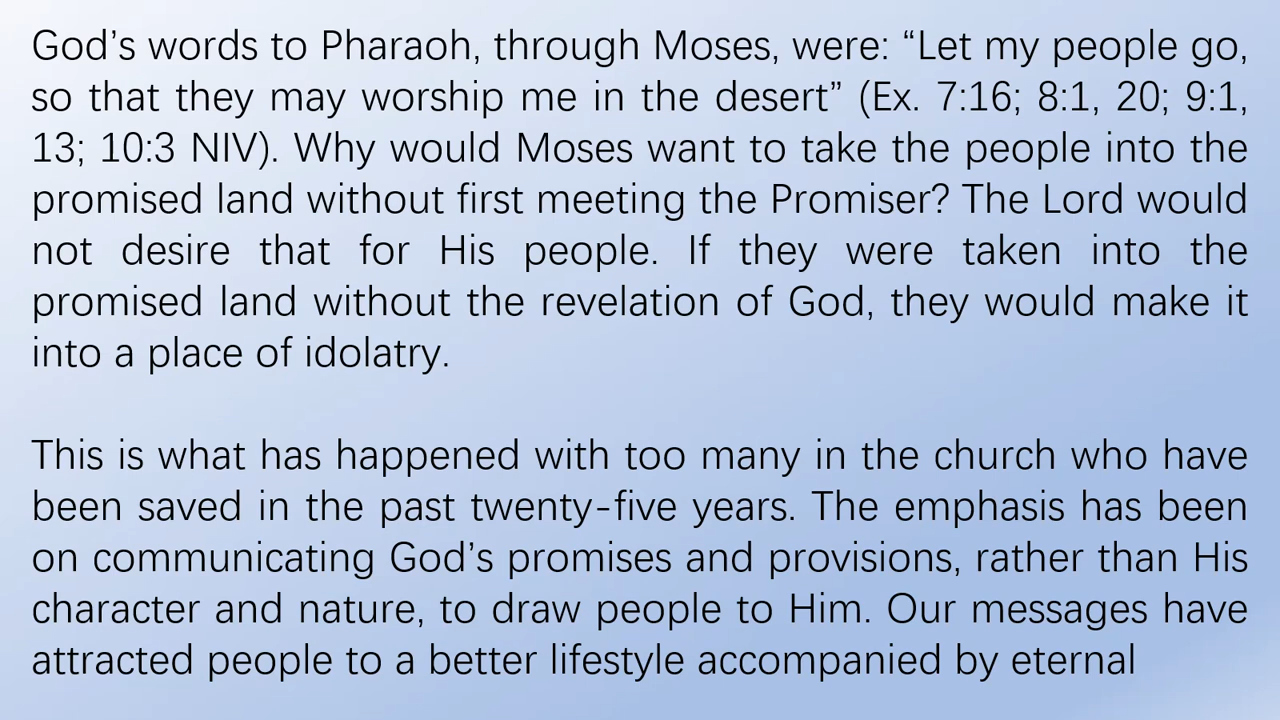 God’s words to Pharaoh, through Moses, were: “Let my people go,
so that they may worship me in the desert” (Ex. 7:16; 8:1, 20; 9:1,
13; 10:3 NIV). Why would Moses want to take the people into the
promised land without first meeting the Promiser? The Lord would
not desire that for His people. If they were taken into the
promised land without the revelation of God, they would make it
into a place of idolatry.

This is what has happened with too many in the church who have
been saved in the past twenty-five years. The emphasis has been
on communicating God’s promises and provisions, rather than His
character and nature, to draw people to Him. Our messages have
attracted people to a better lifestyle accompanied by eternal